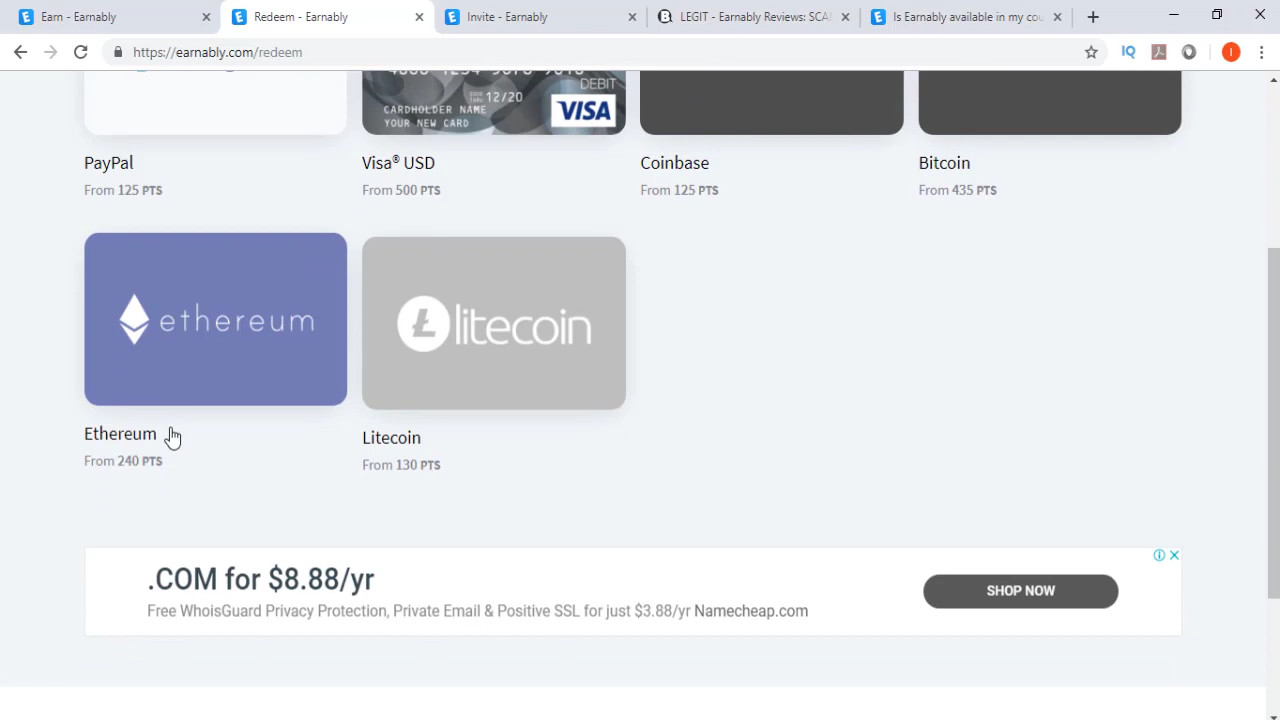 Earn - Earnably
Redeem - Earnably
Invite - Earnably
LEGIT - Earnably Reviews: SCA
Is Earnably available in my cou
https://earnably.com/redeem
IQ
I
DEBIT
12/20
CARDHOLDER NAME
YOUR NEW CARD
VISA
PayPal
From 125 PTS
Visa® USD
From 500 PTS
Coinbase
From 125 PTS
Bitcoin
From 435 PTS
ethereum
litecoin
Ethereum
From 240 PTS
Litecoin
From 130 PTS
.COM for $8.88/yr
Free WhoisGuard Privacy Protection, Private Email & Positive SSL for just $3.88/yr Namecheap.com
SHOP NOW